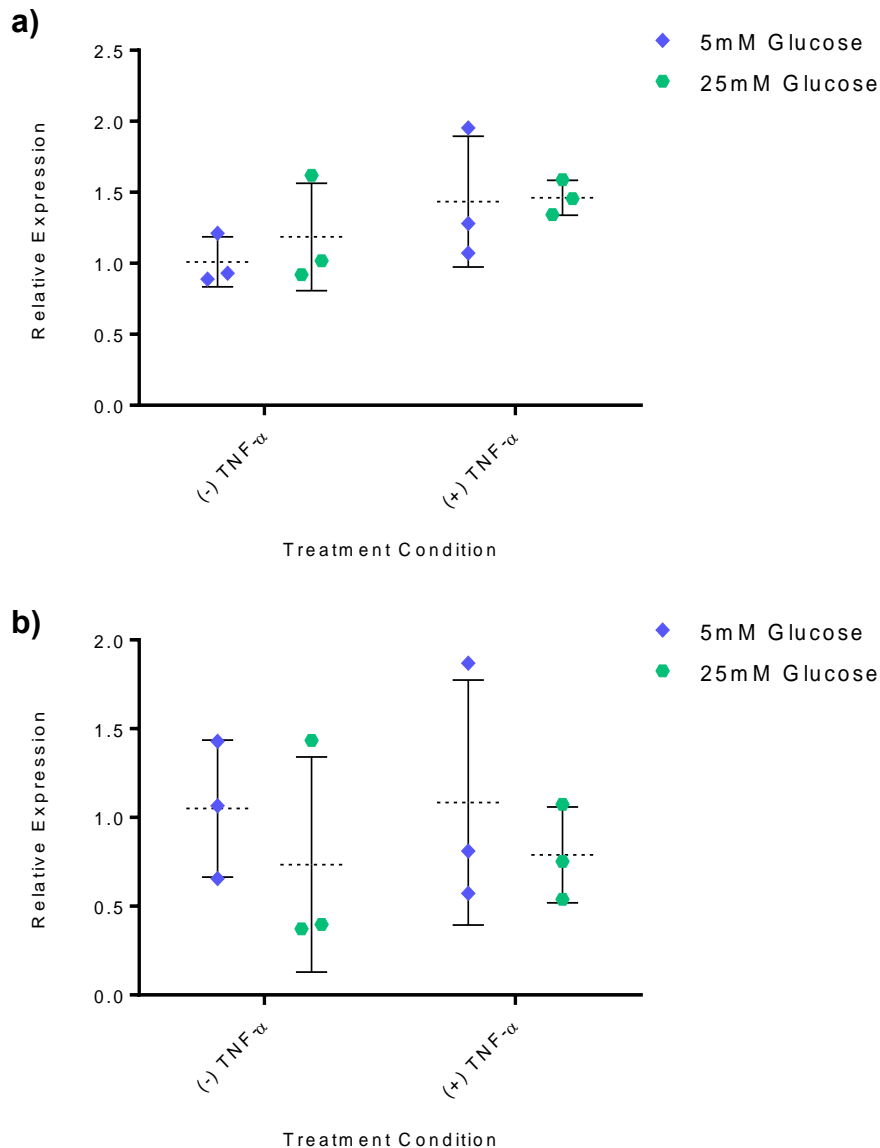 a)
5mM Glucose
25mM Glucose
2.5
2.0
1.5
1.0
0.5
0.0
Relative Expression
(-) TNF-α
(+) TNF-α
Treatment Condition
b)
5mM Glucose
25mM Glucose
2.0
1.5
1.0
0.5
0.0
Relative Expression
(-) TNF-α
(+) TNF-α
Treatment Condition